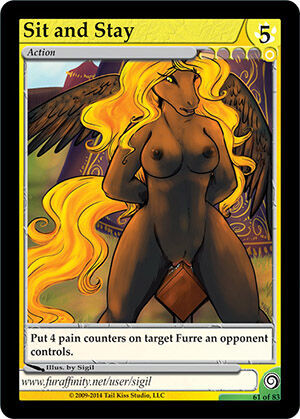 Sit and Stay
5
Action
Put 4 pain counters on target Furre an opponent
controls.
Illus. by Sigil
www.furaffinity.net/user/sigil
© 2009-2014 Tail Kiss Studio, LLC
61 of 83